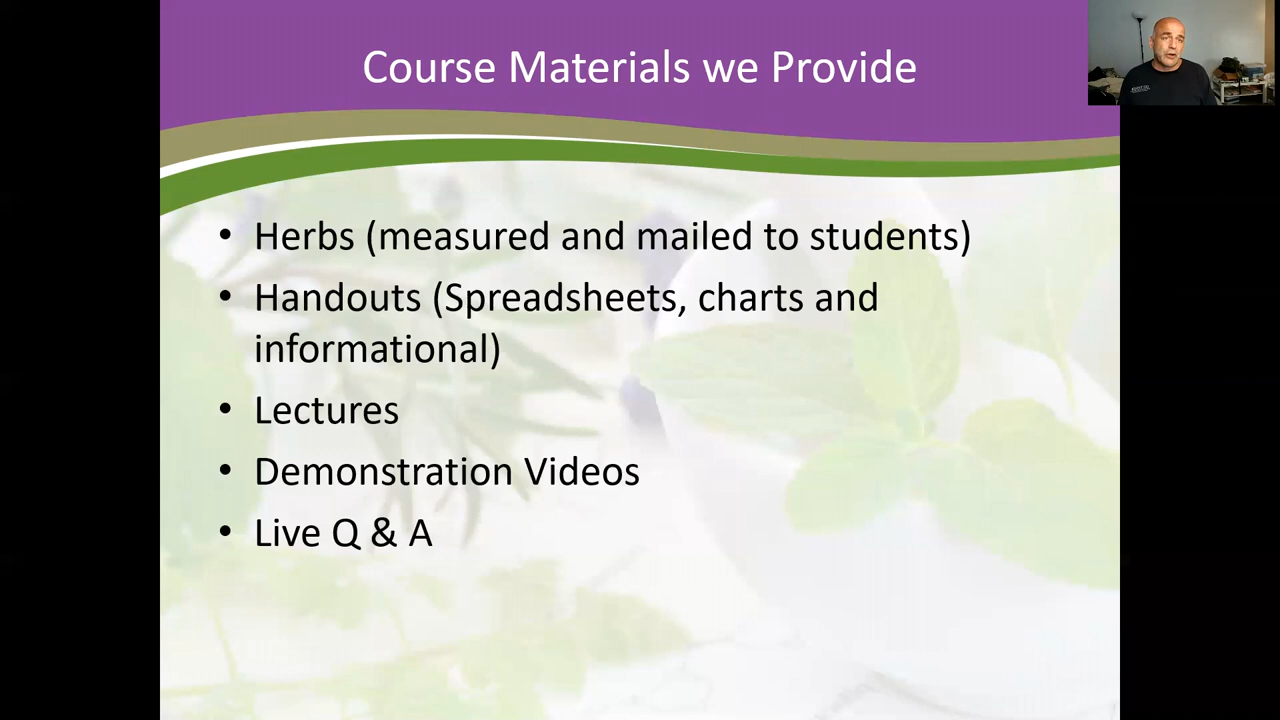 Course Materials we Provide
• Herbs (measured and mailed to students)
• Handouts (Spreadsheets, charts and
informational)
• Lectures
• Demonstration Videos
• Live Q & A